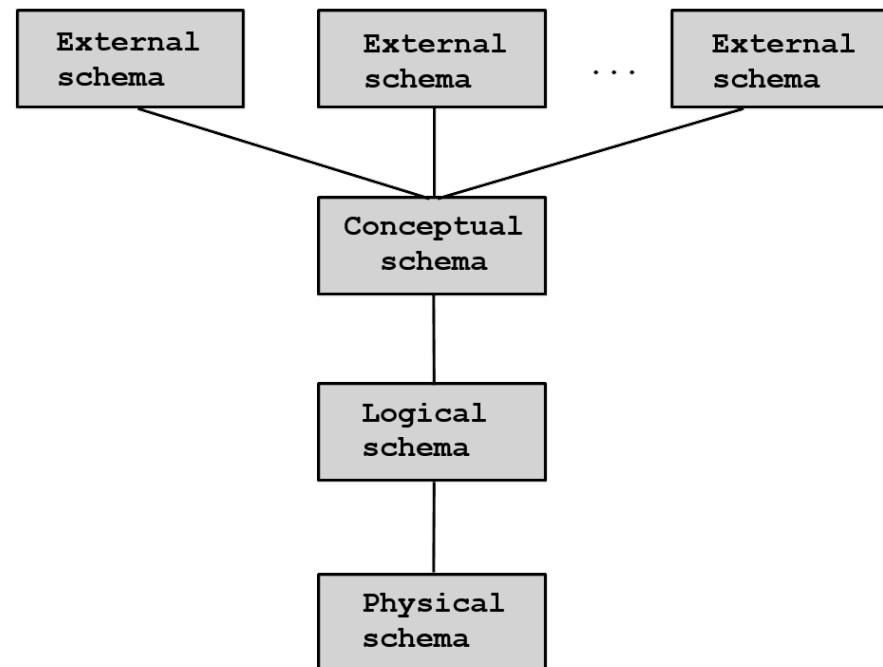 External
schema
External
schema
...
External
schema
Conceptual
schema
Logical
schema
Physical
schema